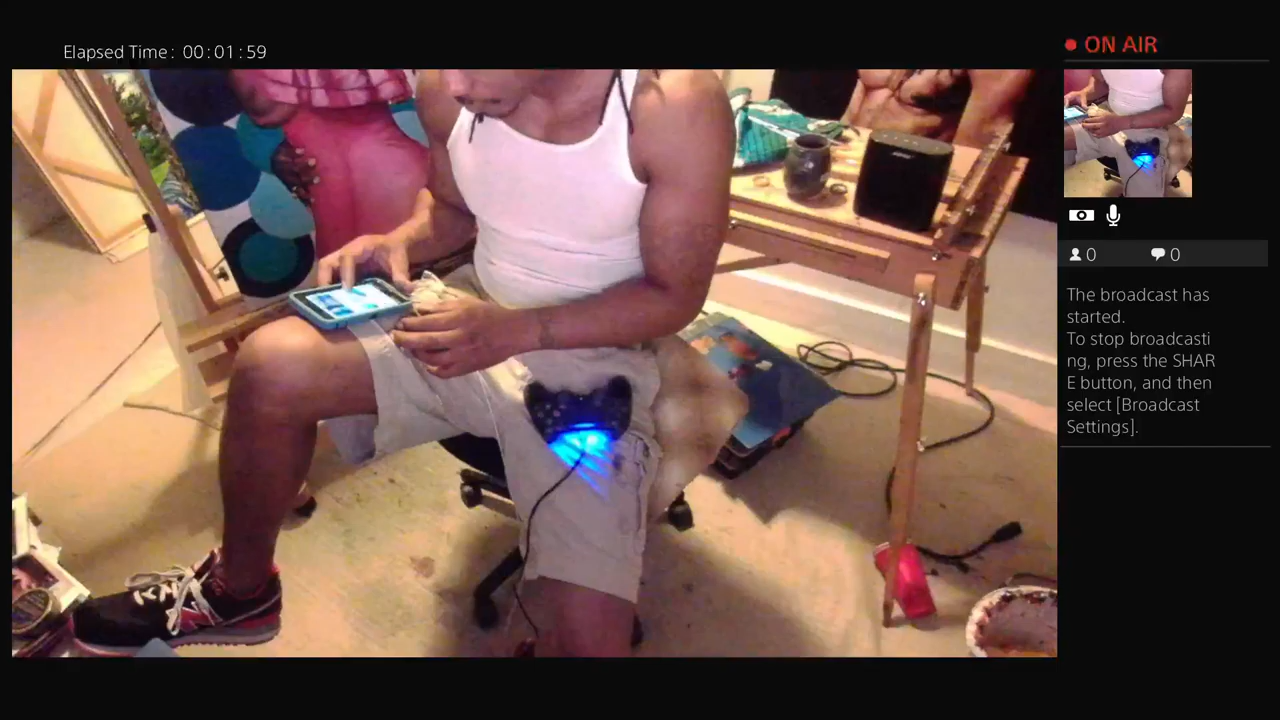 Elapsed Time: 00:01:59
ON AIR
0 0
The broadcast has
started.
To stop broadcasti
ng, press the SHAR
E button, and then
select [Broadcast
Settings].